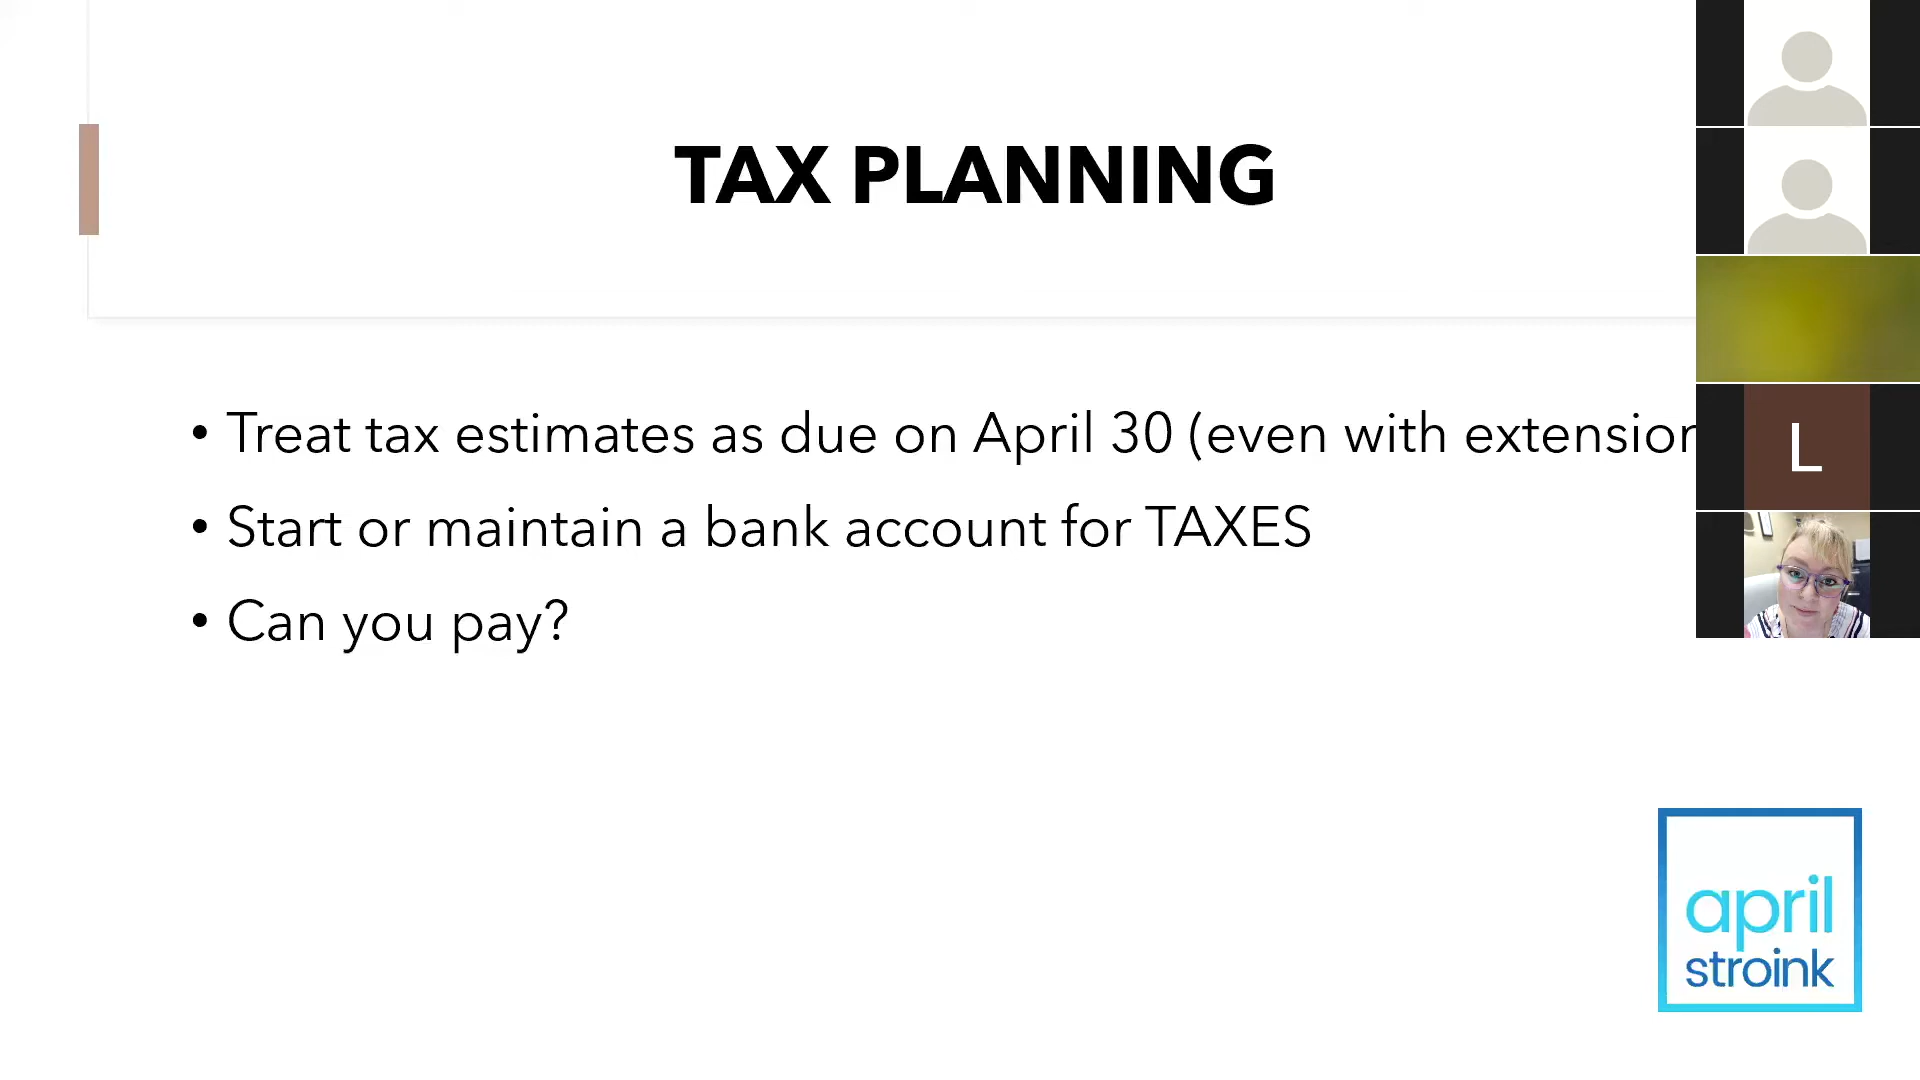 TAX PLANNING
• Treat tax estimates as due on April 30 (even with extension
• Start or maintain a bank account for TAXES
• Can you pay?
L
april
stroink